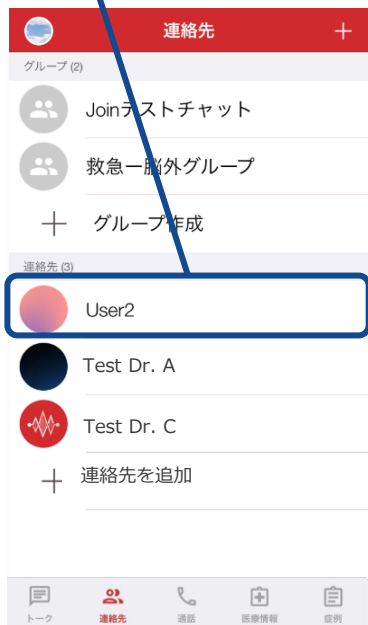 連絡先
グループ (2)
Joinテストチャット
救急ー脳外グループ
グループ作成
連絡先 (3)
User2
Test Dr. A
Test Dr. C
連絡先を追加
トーク 連絡先 通話 医療情報 症例